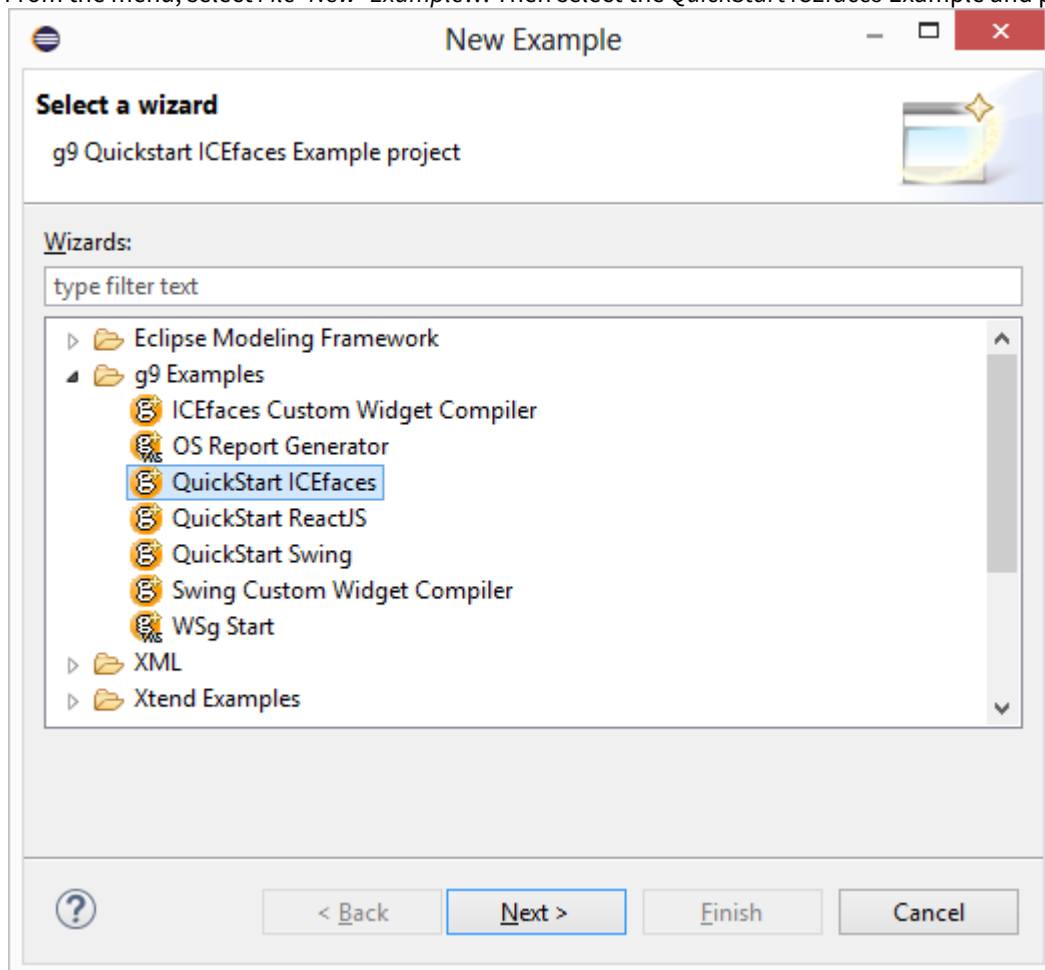 New Example
Select a wizard
g9 Quickstart ICEfaces Example project
Wizards:
type filter text
Eclipse Modeling Framework
g9 Examples
ICEfaces Custom Widget Compiler
OS Report Generator
QuickStart ICEfaces
QuickStart ReactJS
QuickStart Swing
Swing Custom Widget Compiler
WSg Start
XML
Xtend Examples
< Back Next > Finish Cancel